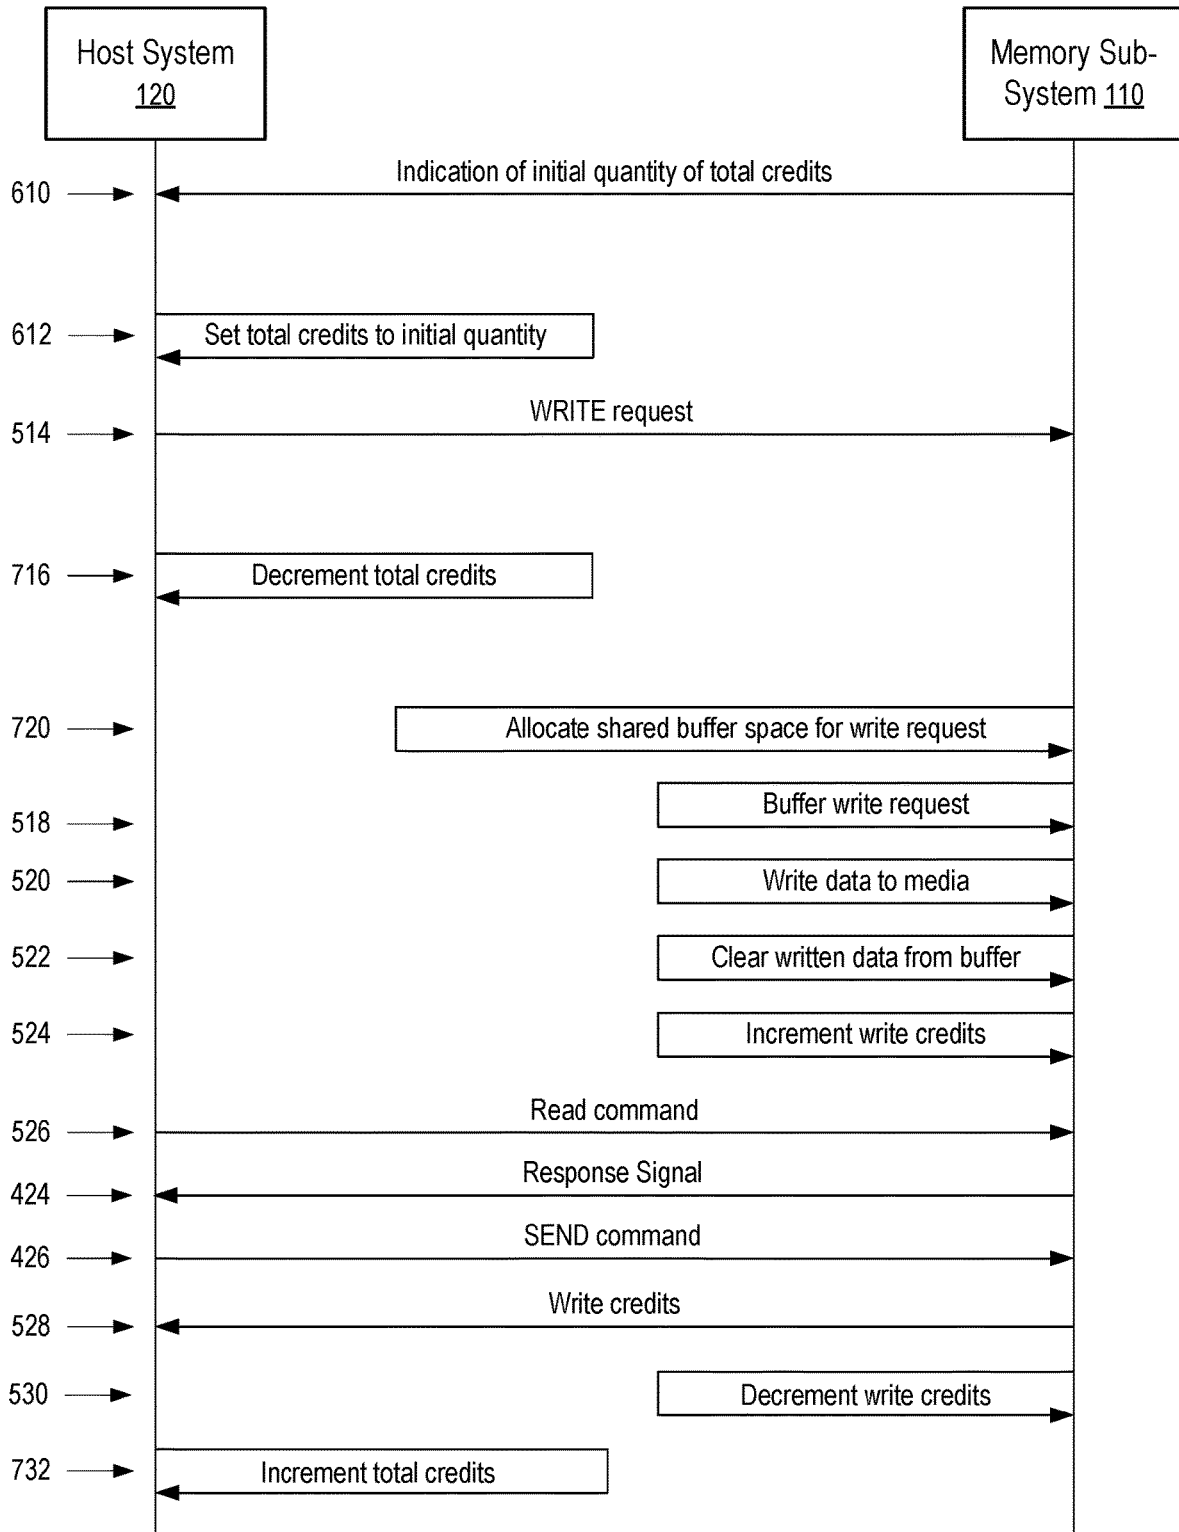 Host System
120
Memory Sub-
System 110
Indication of initial quantity of total credits
610
612
Set total credits to initial quantity
WRITE request
514
716
Decrement total credits
720
Allocate shared buffer space for write request
Buffer write request
518
520
Write data to media
522
Clear written data from buffer
524
Increment write credits
Read command
526
Response Signal
424
SEND command
426
Write credits
528
530
Decrement write credits
732
Increment total credits